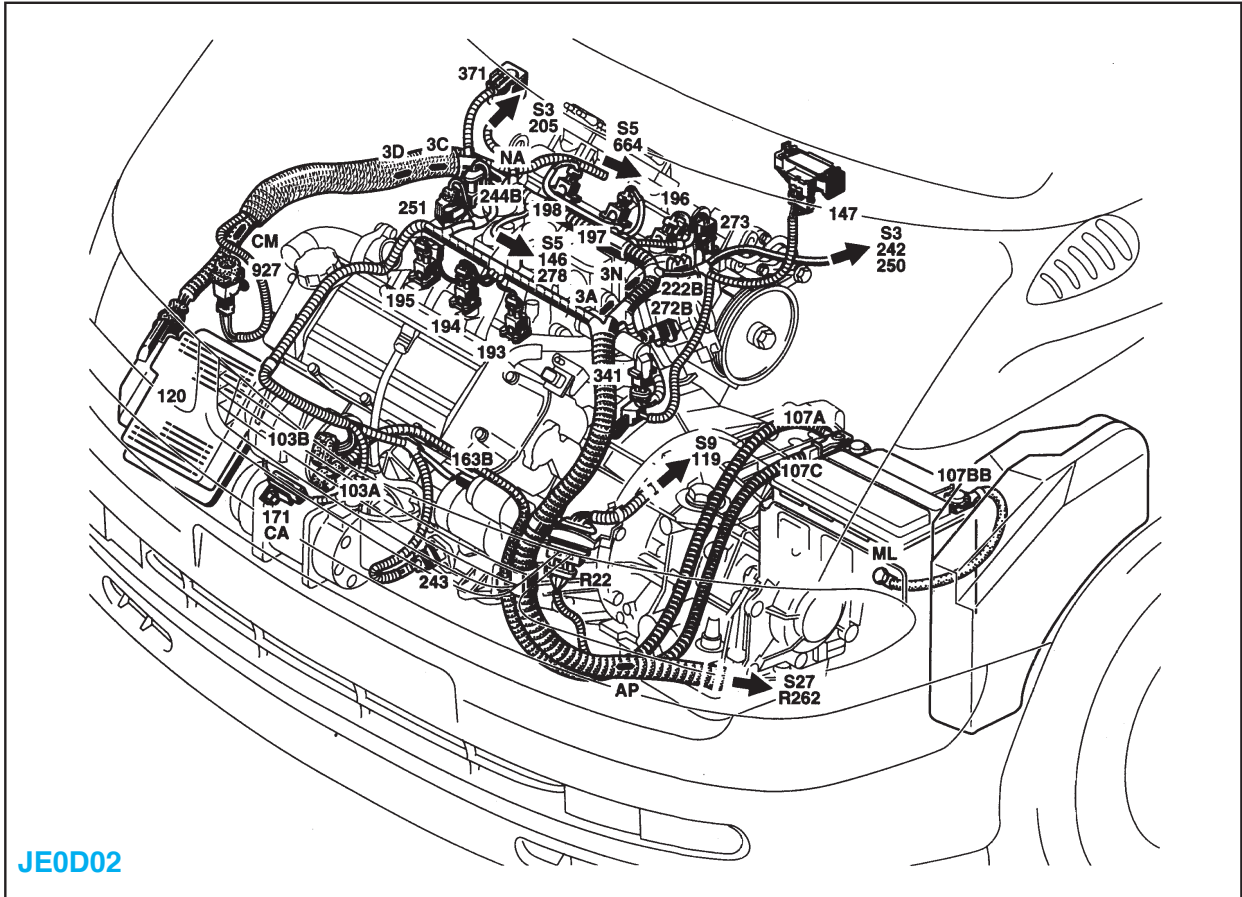 371
S3
205
S5
664
3D
3C
NA
244B
198
196
273
147
251
197
S3
242
250
CM
927
S5
146
278
3N
222B
3A
272B
195
194
193
341
120
103B
107A
S9
119
107C
107BB
163B
103A
171
CA
ML
243
R22
AP
S27
R262
JE0D02